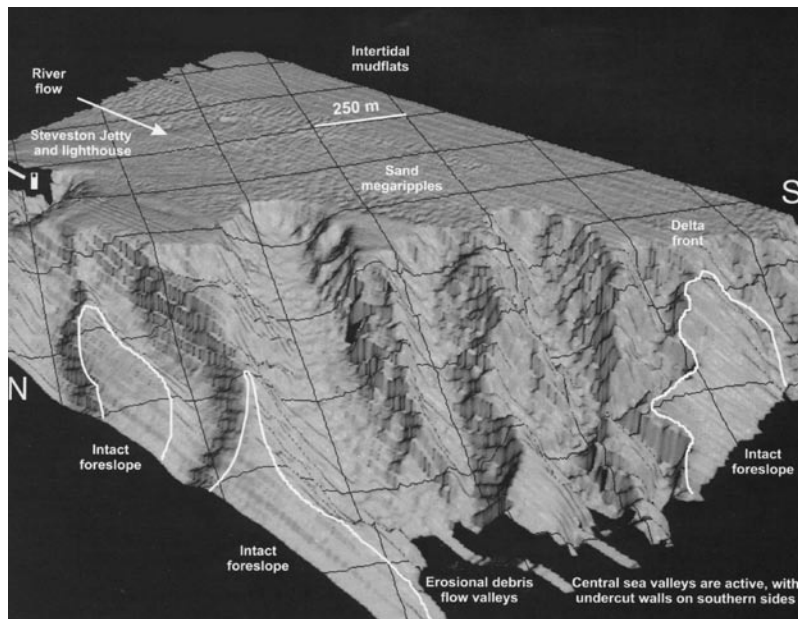 Intertidal
mudflats
River
flow
250 m
Steveston Jetty
and lighthouse
Sand
megaripples
S
Delta
front
N
Intact
foreslope
Intact
foreslope
Intact
foreslope
Erosional debris
flow valleys
Central sea valleys are active, with
undercut walls on southern sides